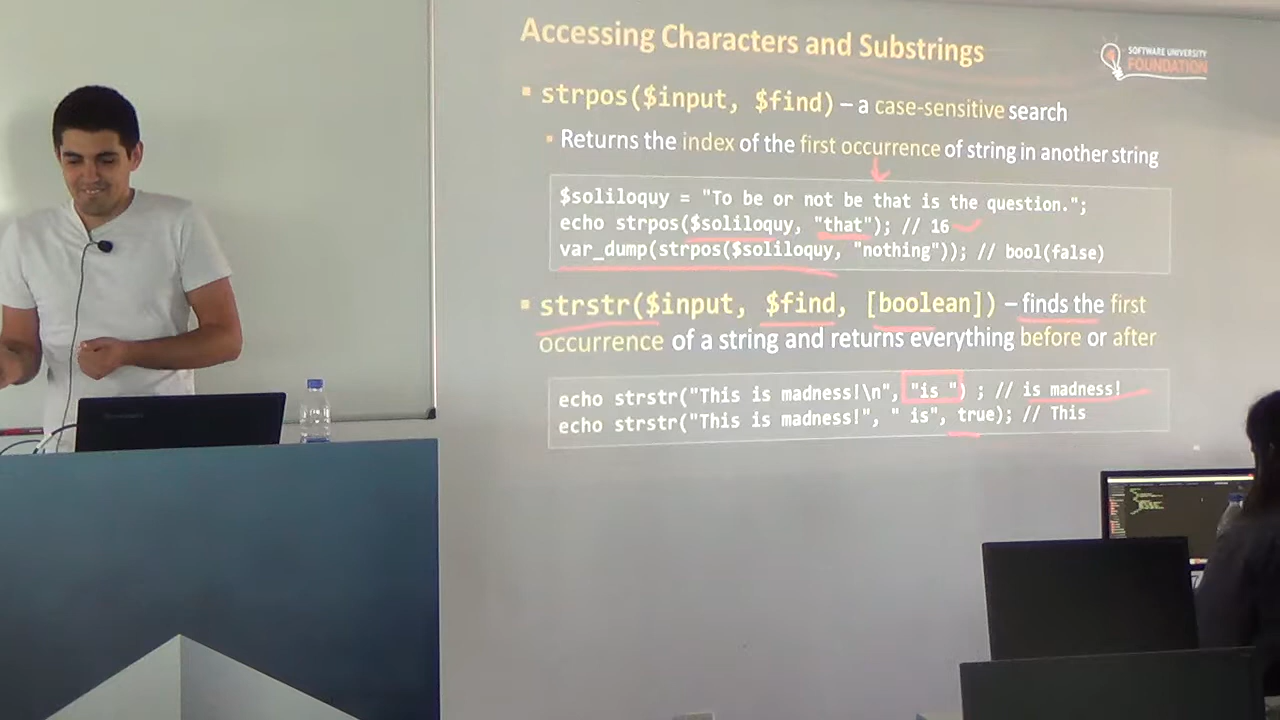 Accessing Characters and Substrings
SOFTWARE UNIVERSITY
FOUNDATION
strpos($input, $find) – a case-sensitive search
Returns the index of the first occurrence of string in another string
$soliloquy = "To be or not be that is the question.";
echo strpos($soliloquy, "that"); // 16
var_dump(strpos($soliloquy, "nothing")); // bool(false)
strstr($input, $find, [boolean]) – finds the first
occurrence of a string and returns everything before or after
echo strstr("This is madness!\n", "is ") ; // is madness!
echo strstr("This is madness!", " is", true); // This